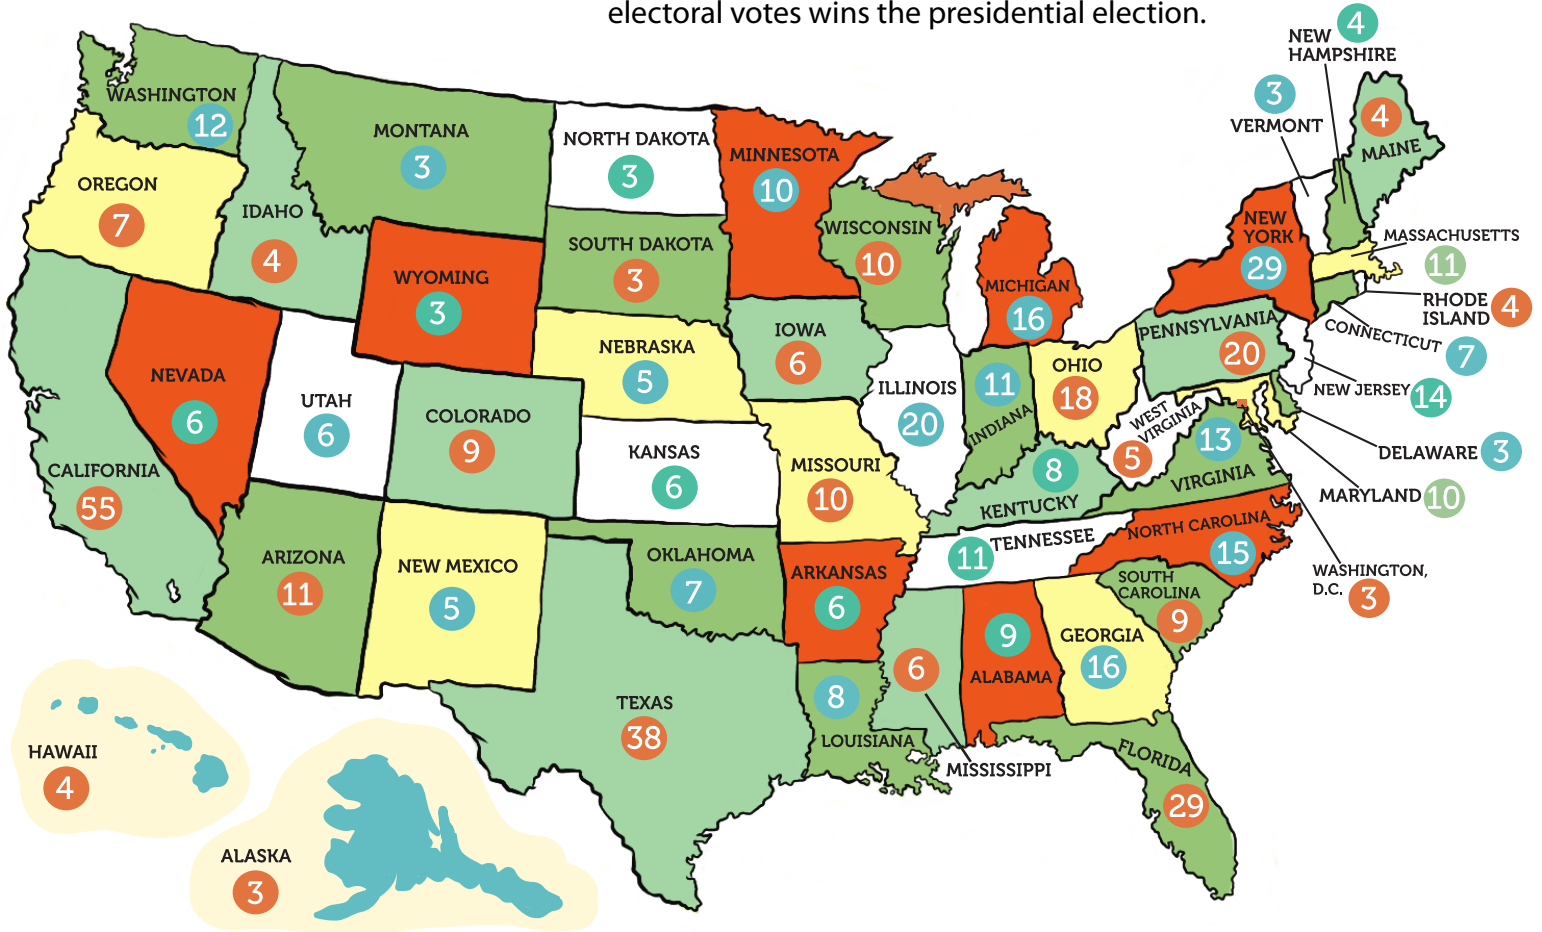 electoral votes wins the presidential election.
4
NEW
HAMPSHIRE
3
VERMONT
4
MAINE
WASHINGTON
12
MONTANA
3
NORTH DAKOTA
3
MINNESOTA
10
OREGON
7
IDAHO
4
WYOMING
3
SOUTH DAKOTA
3
WISCONSIN
10
MICHIGAN
16
NEW
YORK
29
MASSACHUSETTS
11
RHODE
ISLAND
4
CONNECTICUT
7
NEW JERSEY
14
NEVADA
6
UTAH
6
COLORADO
9
NEBRASKA
5
IOWA
6
ILLINOIS
20
INDIANA
11
OHIO
18
PENNSYLVANIA
20
WEST
VIRGINIA
5
VIRGINIA
13
DELAWARE
3
MARYLAND
10
WASHINGTON,
D.C.
3
CALIFORNIA
55
KANSAS
6
MISSOURI
10
KENTUCKY
8
ARIZONA
11
NEW MEXICO
5
OKLAHOMA
7
ARKANSAS
6
TENNESSEE
11
NORTH CAROLINA
15
SOUTH
CAROLINA
9
TEXAS
38
LOUISIANA
8
MISSISSIPPI
6
ALABAMA
9
GEORGIA
16
FLORIDA
29
HAWAII
4
ALASKA
3